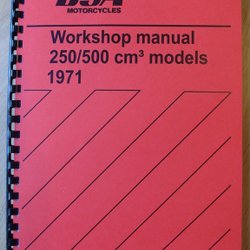 BSA
MOTORCYCLES
Workshop manual
250/500 cm³ models
1971